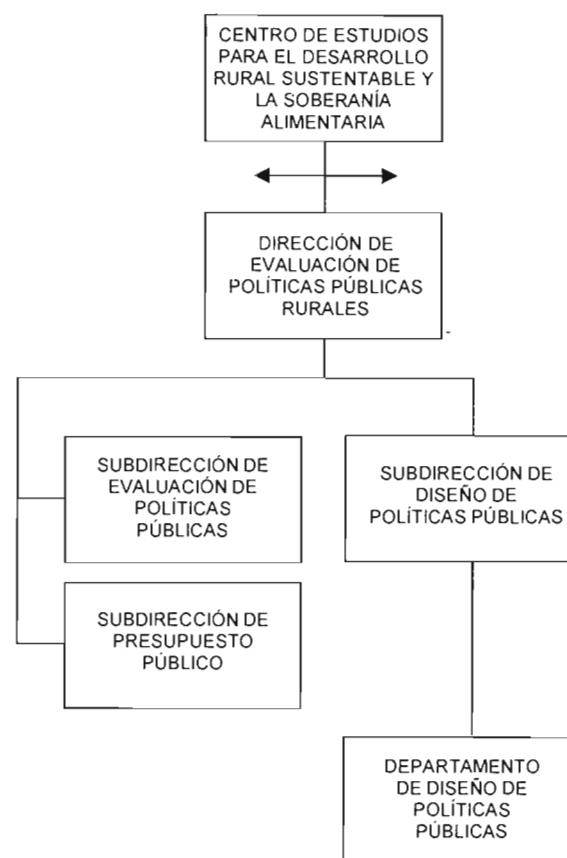 CENTRO DE ESTUDIOS
PARA EL DESARROLLO
RURAL SUSTENTABLE Y
LA SOBERANÍA
ALIMENTARIA
DIRECCIÓN DE
EVALUACIÓN DE
POLÍTICAS PÚBLICAS
RURALES
SUBDIRECCIÓN DE
EVALUACIÓN DE
POLÍTICAS
PÚBLICAS
SUBDIRECCIÓN DE
DISEÑO DE
POLÍTICAS PÚBLICAS
SUBDIRECCIÓN DE
PRESUPUESTO
PÚBLICO
DEPARTAMENTO
DE DISEÑO DE
POLÍTICAS
PÚBLICAS